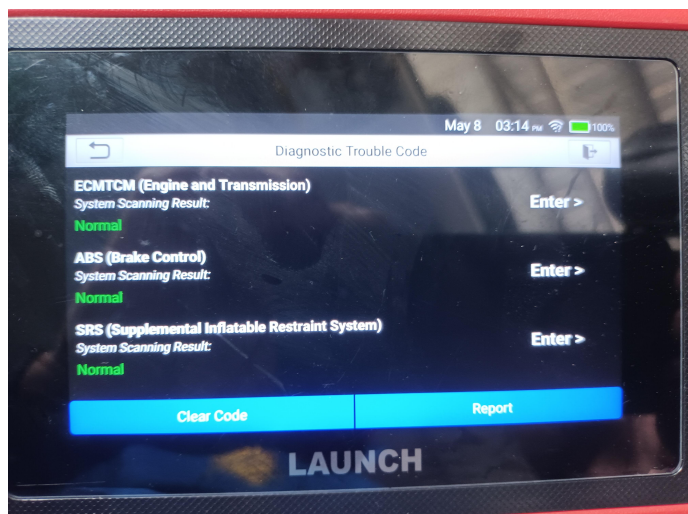 May 8 03:14 PM 100%
Diagnostic Trouble Code
ECMTCM (Engine and Transmission)
System Scanning Result:
Enter >
Normal
ABS (Brake Control)
System Scanning Result:
Enter >
Normal
SRS (Supplemental Inflatable Restraint System)
System Scanning Result:
Enter >
Normal
Clear Code
Report
LAUNCH